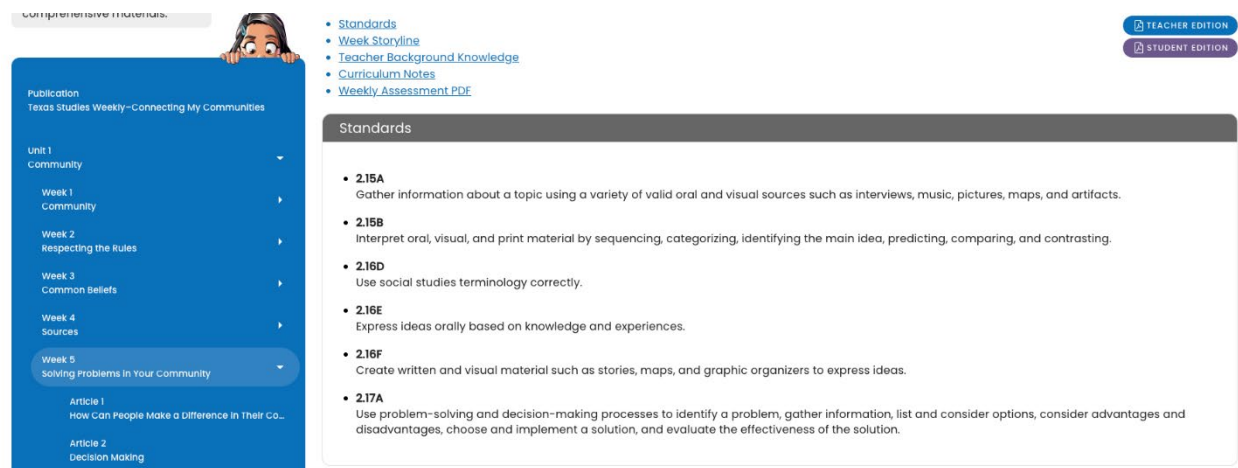 comprehensive materials.
Publication
Texas Studies Weekly–Connecting My Communities
Unit 1
Community
Week 1
Community
Week 2
Respecting the Rules
Week 3
Common Beliefs
Week 4
Sources
Week 5
Solving Problems in Your Community
Article 1
How Can People Make a Difference in Their Co...
Article 2
Decision Making
• Standards
• Week Storyline
• Teacher Background Knowledge
• Curriculum Notes
• Weekly Assessment PDF
TEACHER EDITION
STUDENT EDITION
Standards
• 2.15A
Gather information about a topic using a variety of valid oral and visual sources such as interviews, music, pictures, maps, and artifacts.
• 2.15B
Interpret oral, visual, and print material by sequencing, categorizing, identifying the main idea, predicting, comparing, and contrasting.
• 2.16D
Use social studies terminology correctly.
• 2.16E
Express ideas orally based on knowledge and experiences.
• 2.16F
Create written and visual material such as stories, maps, and graphic organizers to express ideas.
• 2.17A
Use problem-solving and decision-making processes to identify a problem, gather information, list and consider options, consider advantages and
disadvantages, choose and implement a solution, and evaluate the effectiveness of the solution.